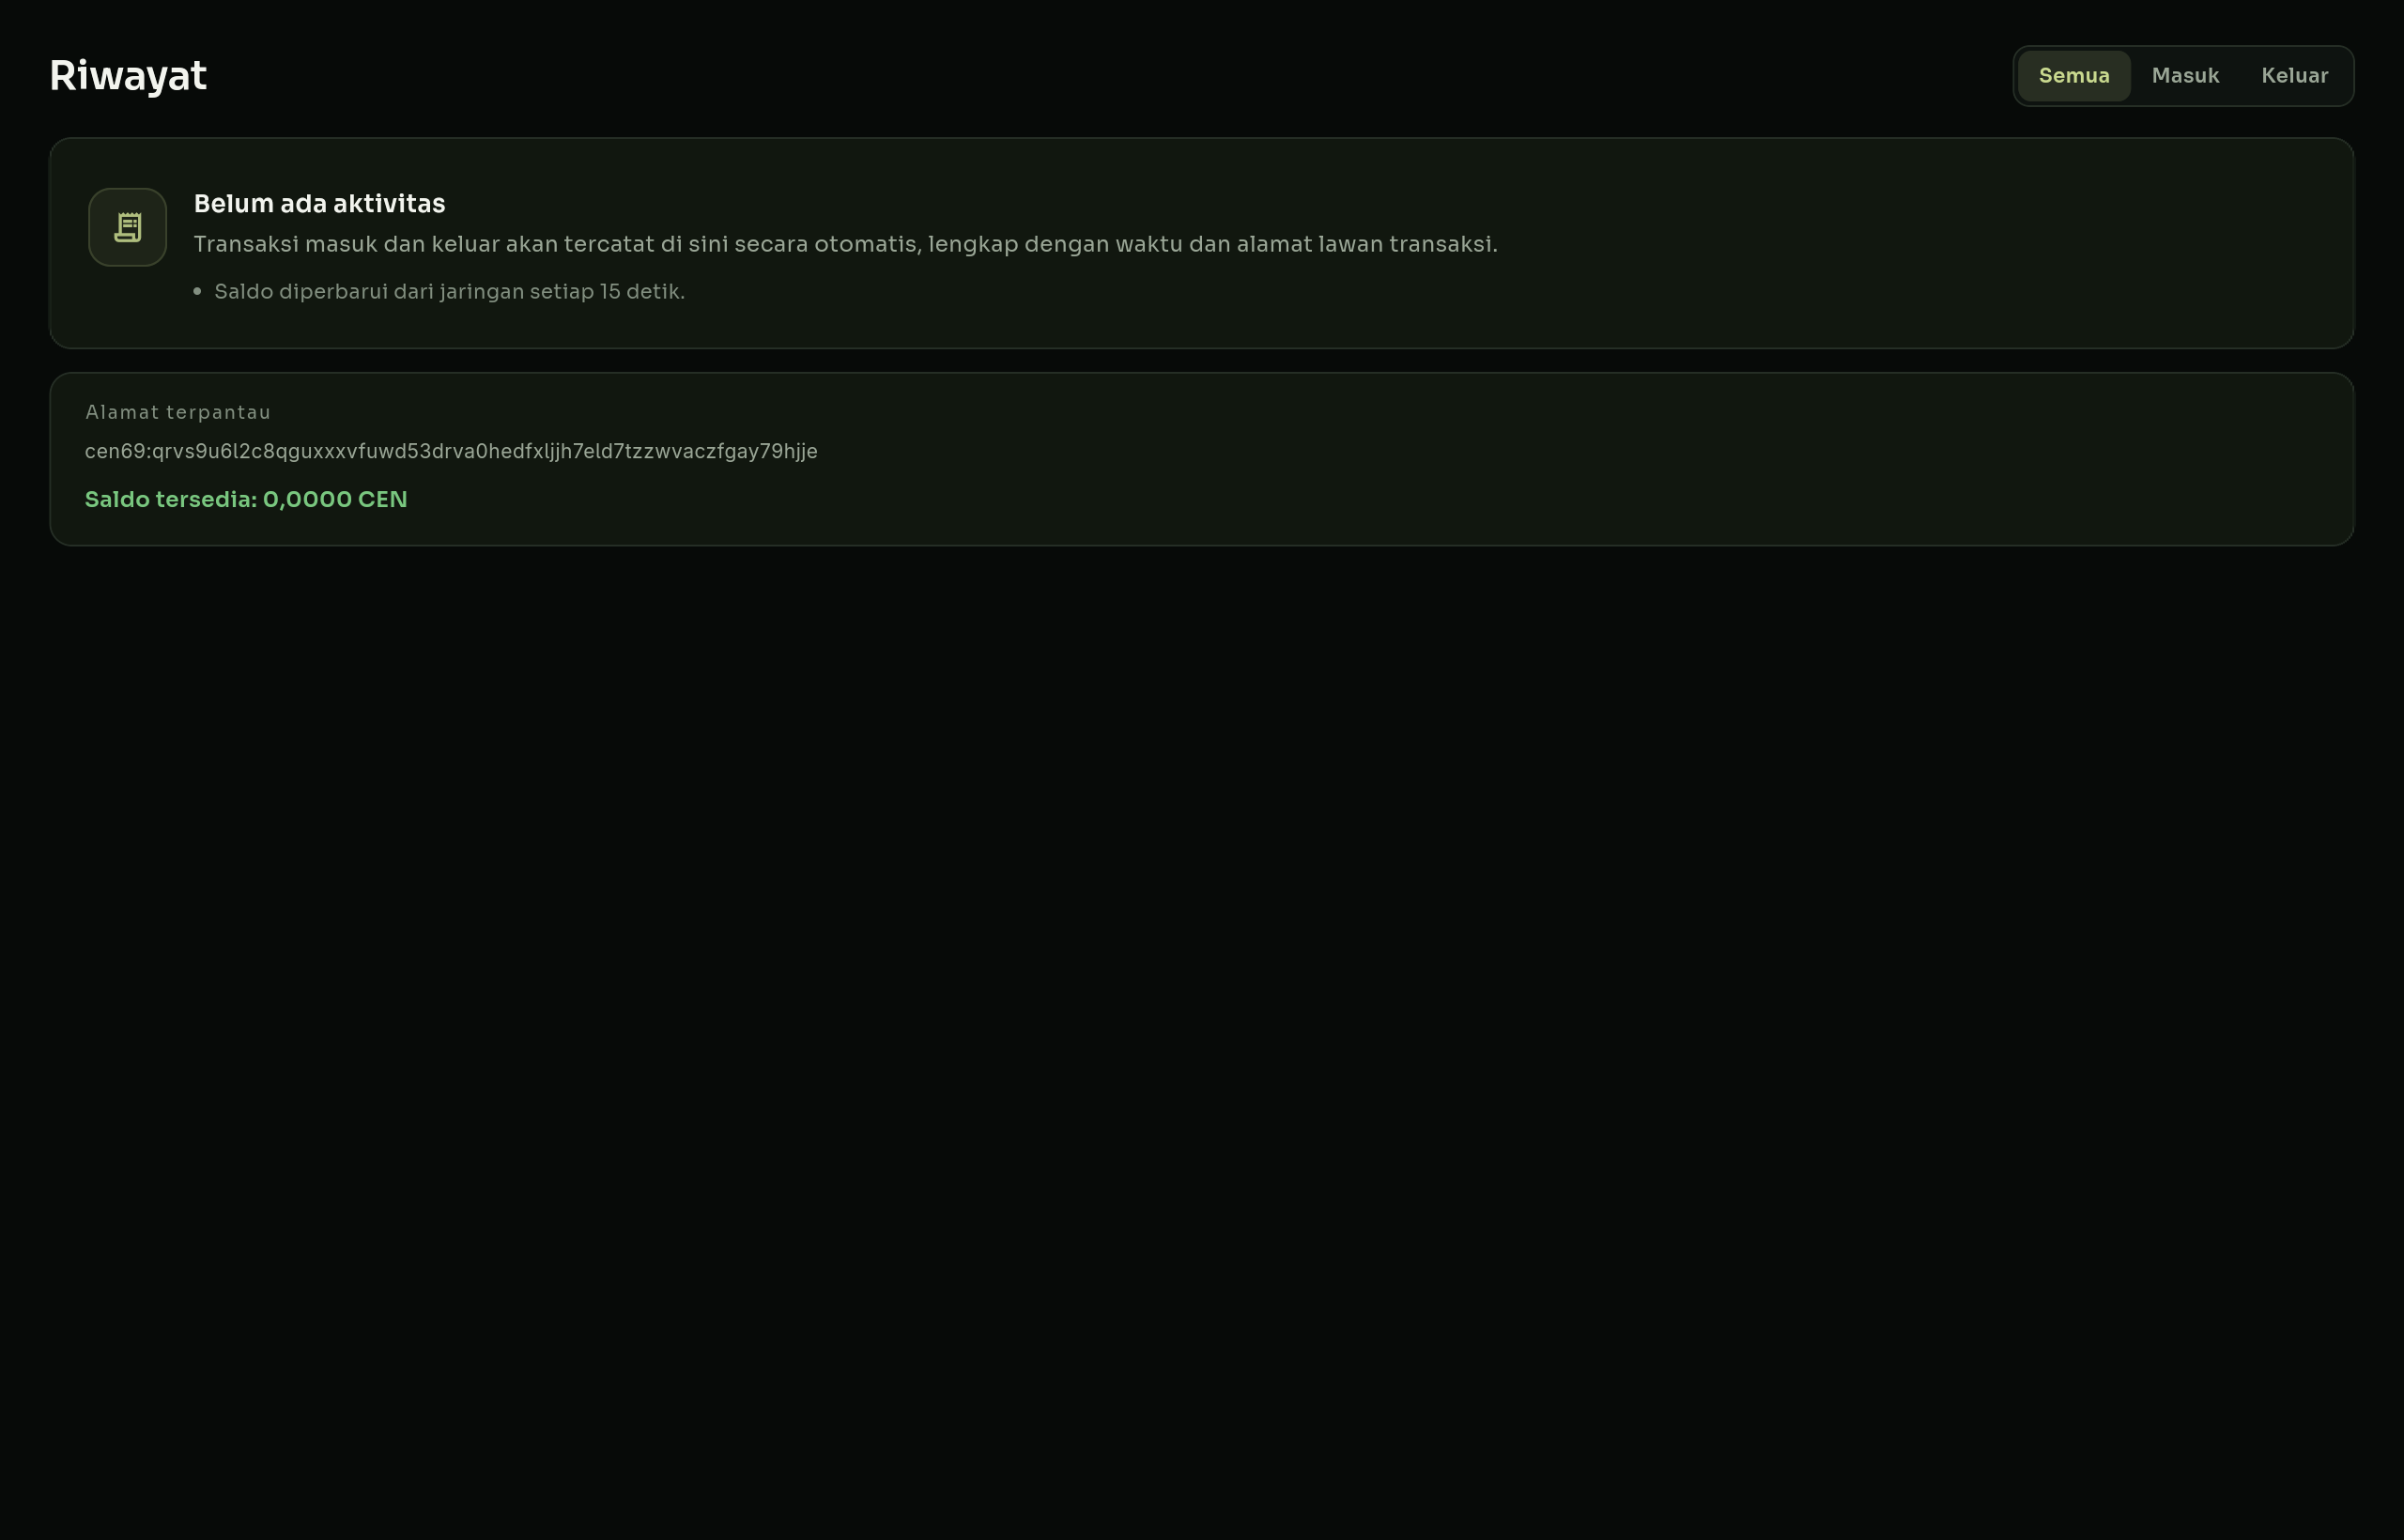 Riwayat
Semua Masuk Keluar
Belum ada aktivitas
Transaksi masuk dan keluar akan tercatat di sini secara otomatis, lengkap dengan waktu dan alamat lawan transaksi.
• Saldo diperbarui dari jaringan setiap 15 detik.
Alamat terpantau
cen69:qrvs9u6l2c8qguxxxvfuwd53drva0hedfxljjh7eld7tzzwvaczfgay79hjje
Saldo tersedia: 0,0000 CEN